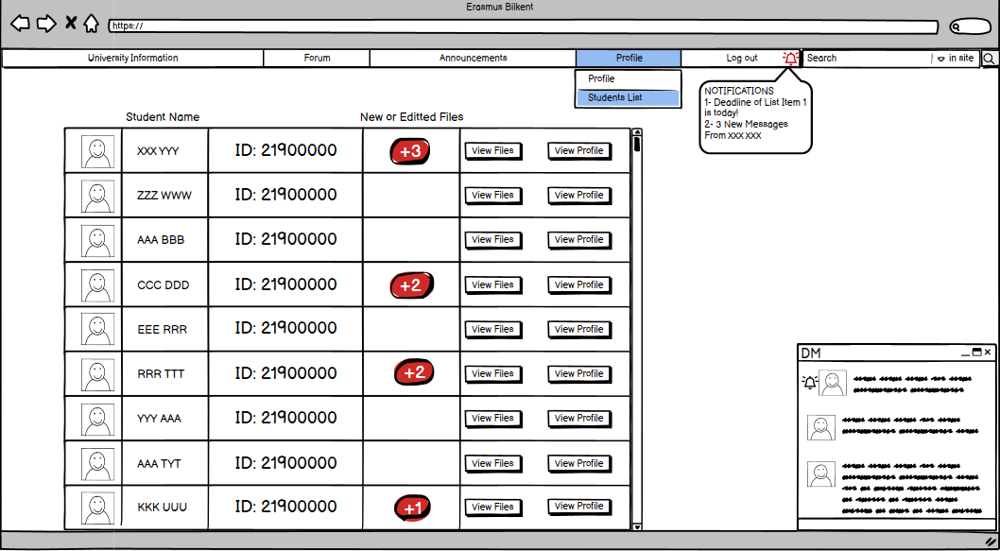 Erasmus Bilkent
https://
University Information Forum Announcements Profile Log out Search in site
Profile
Students List
NOTIFICATIONS
1- Deadline of List Item 1
is today!
2- 3 New Messages
From XXX XXX
Student Name New or Editted Files
XXX YYY ID: 21900000 +3 View Files View Profile
ZZZ WWW ID: 21900000 View Files View Profile
AAA BBB ID: 21900000 View Files View Profile
CCC DDD ID: 21900000 +2 View Files View Profile
EEE RRR ID: 21900000 View Files View Profile
RRR TTT ID: 21900000 +2 View Files View Profile
YYY AAA ID: 21900000 View Files View Profile
AAA TYT ID: 21900000 View Files View Profile
KKK UUU ID: 21900000 +1 View Files View Profile
DM